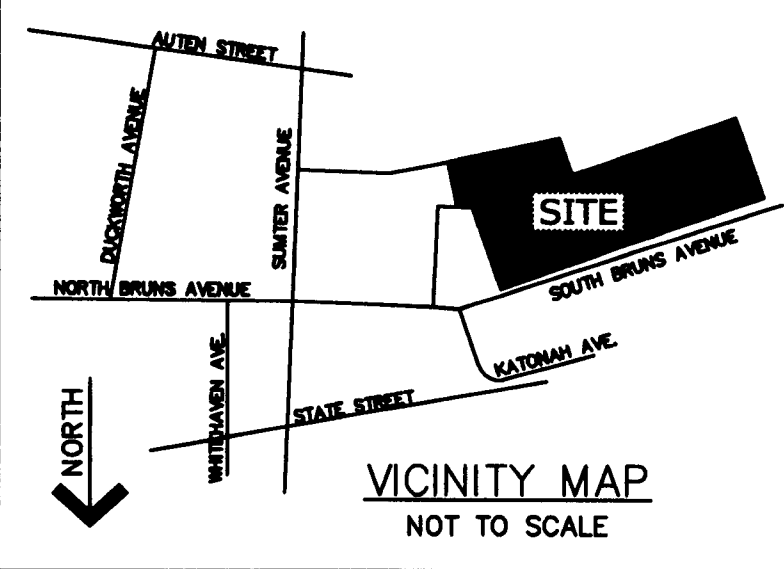 AUTEN STREET
DUCKWORTH AVENUE
SUMTER AVENUE
SITE
SOUTH BRUNS AVENUE
NORTH BRUNS AVENUE
WHITEHAVEN AVE.
KATONAH AVE.
STATE STREET
NORTH
VICINITY MAP
NOT TO SCALE